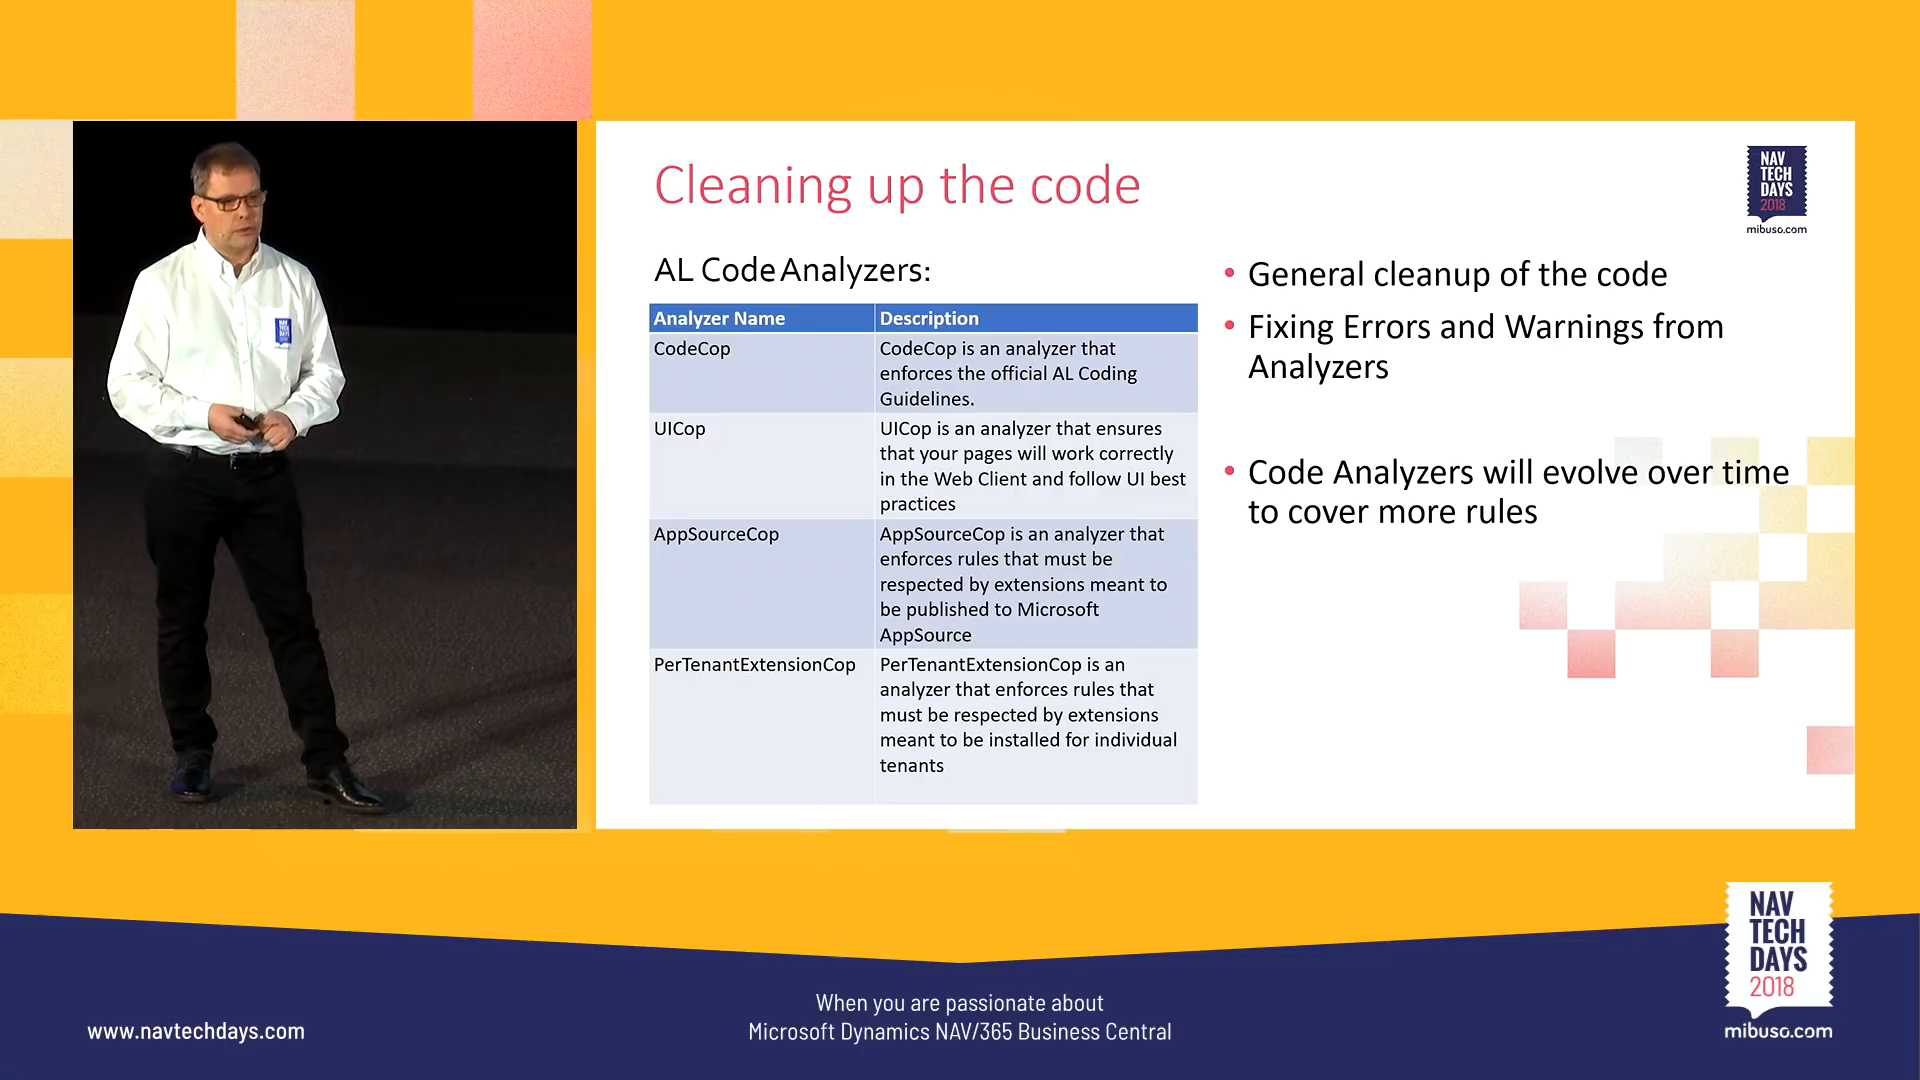 Cleaning up the code
NAV
TECH
DAYS
2018
mibuso.com
AL Code Analyzers:
Analyzer Name Description
CodeCop CodeCop is an analyzer that
enforces the official AL Coding
Guidelines.
UICop UICop is an analyzer that ensures
that your pages will work correctly
in the Web Client and follow UI best
practices
AppSourceCop AppSourceCop is an analyzer that
enforces rules that must be
respected by extensions meant to
be published to Microsoft
AppSource
PerTenantExtensionCop PerTenantExtensionCop is an
analyzer that enforces rules that
must be respected by extensions
meant to be installed for individual
tenants
• General cleanup of the code
• Fixing Errors and Warnings from
Analyzers
• Code Analyzers will evolve over time
to cover more rules
NAV
TECH
DAYS
NAV
TECH
DAYS
2018
mibuso.com
When you are passionate about
Microsoft Dynamics NAV/365 Business Central
www.navtechdays.com